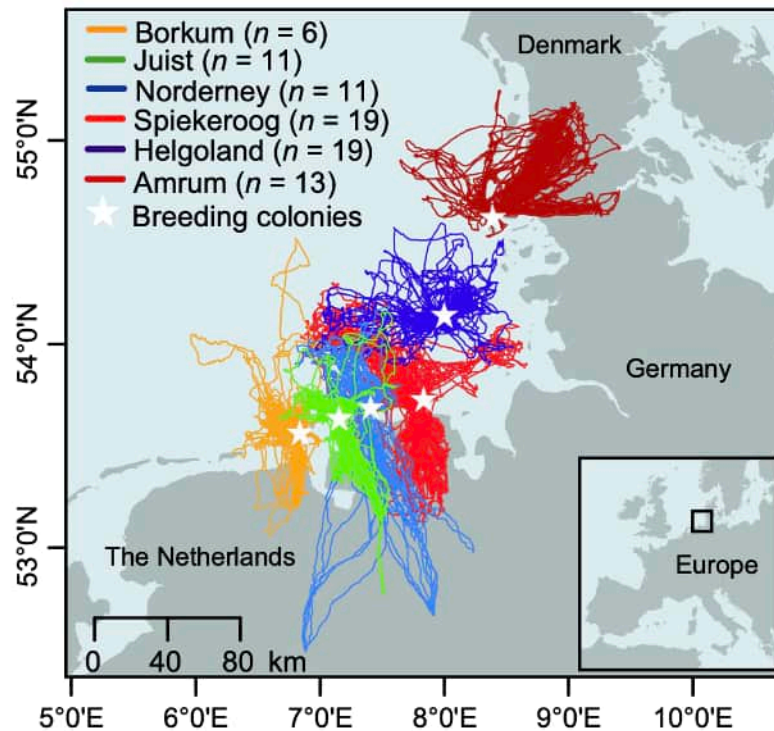 Borkum (n = 6)
Juist (n = 11)
Norderney (n = 11)
Spiekeroog (n = 19)
Helgoland (n = 19)
Amrum (n = 13)
Breeding colonies
Denmark
Germany
The Netherlands
Europe
0 40 80 km
55°0'N
54°0'N
53°0'N
5°0'E 6°0'E 7°0'E 8°0'E 9°0'E 10°0'E